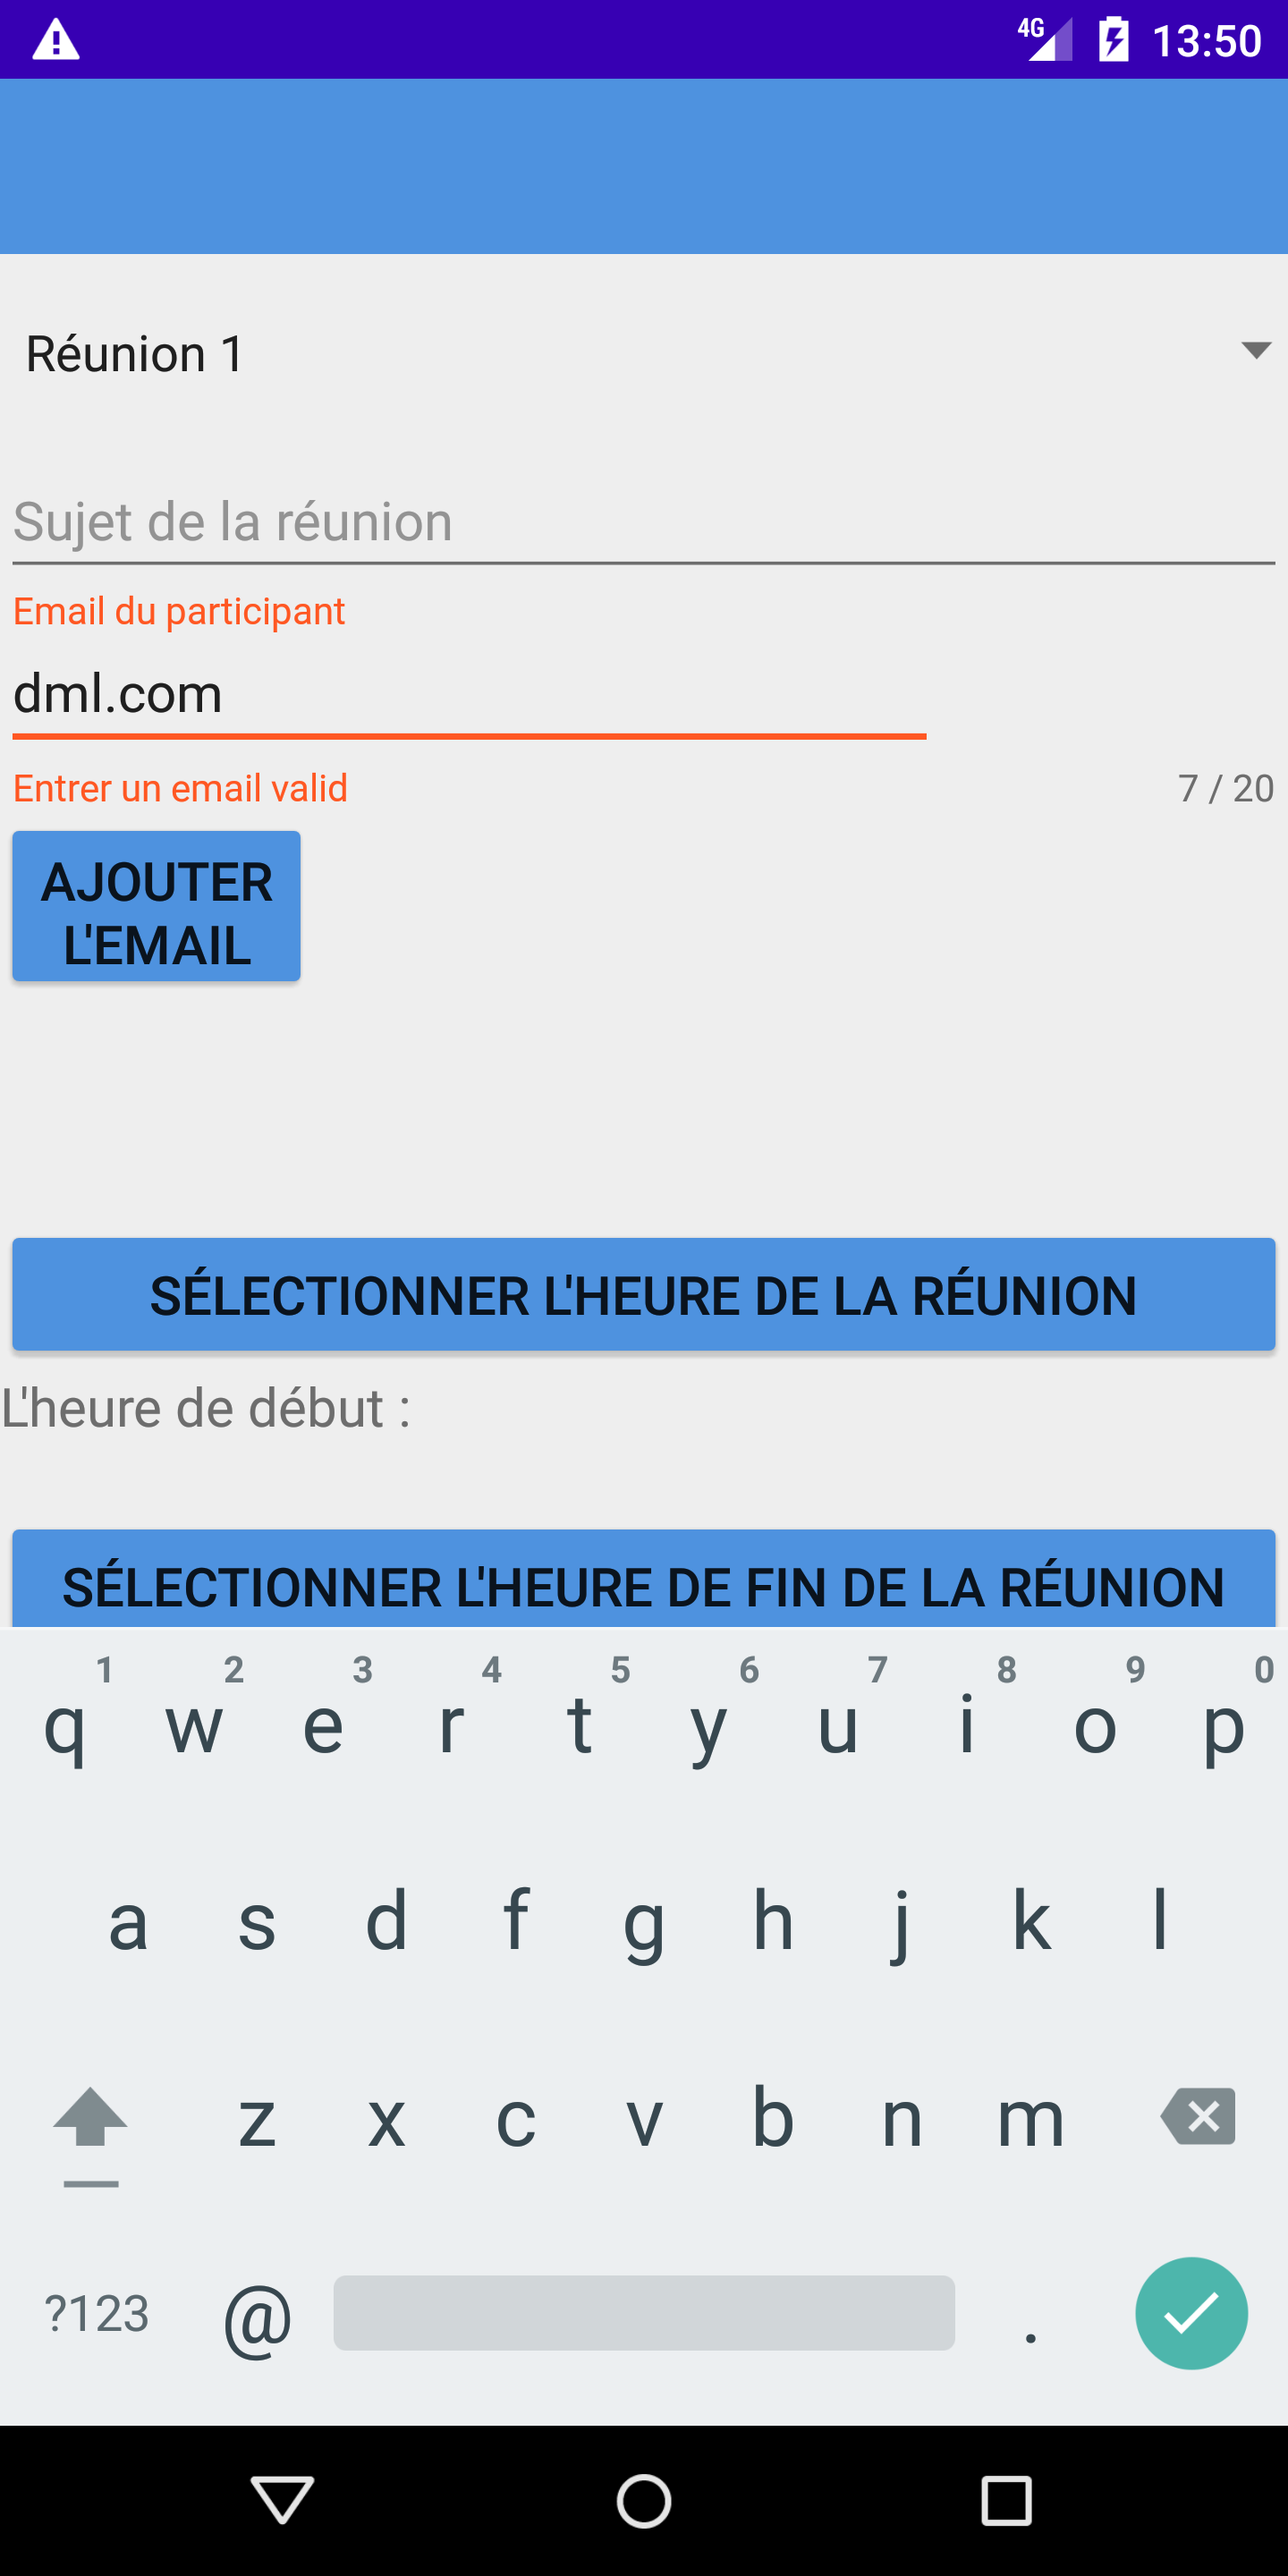 4G 13:50
Réunion 1
Sujet de la réunion
Email du participant
dml.com
Entrer un email valid 7 / 20
AJOUTER
L'EMAIL
SÉLECTIONNER L'HEURE DE LA RÉUNION
L'heure de début :
SÉLECTIONNER L'HEURE DE FIN DE LA RÉUNION
1 2 3 4 5 6 7 8 9 0
q w e r t y u i o p
a s d f g h j k l
z x c v b n m
?123 @ .